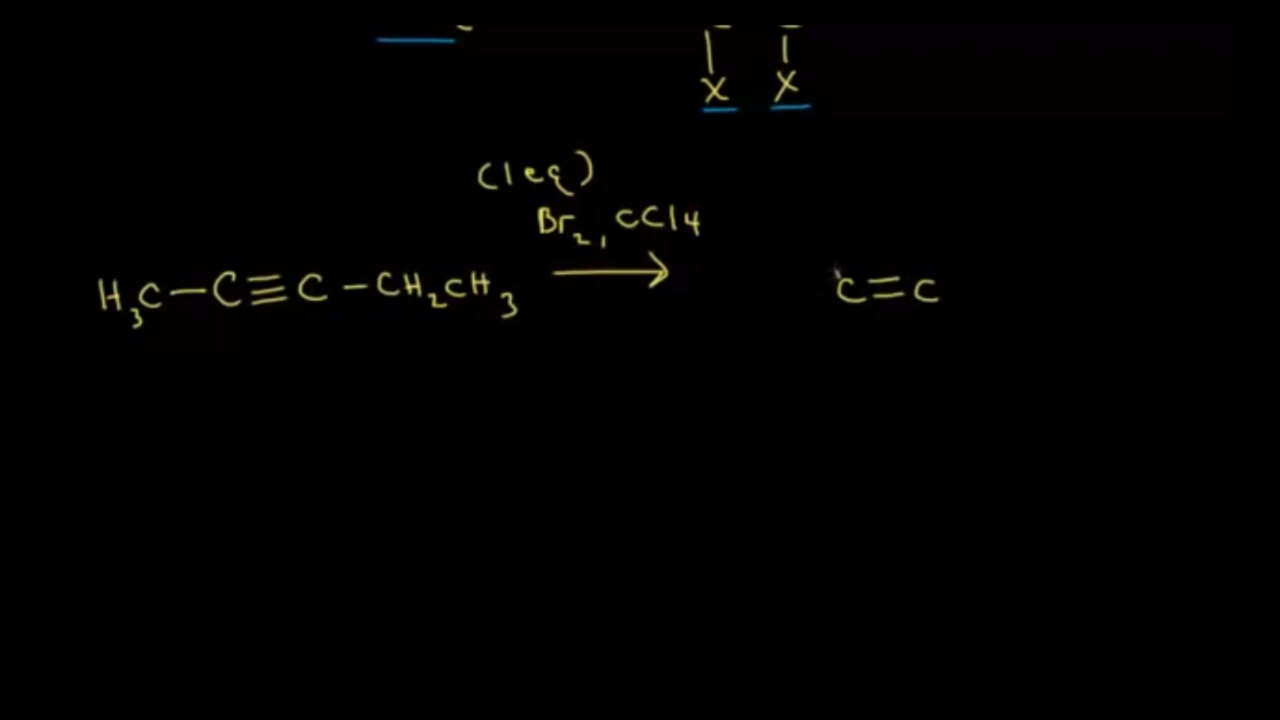 X X
(1eq)
Br₂, CCl4
H₃C-C≡C-CH₂CH₃ → C=C